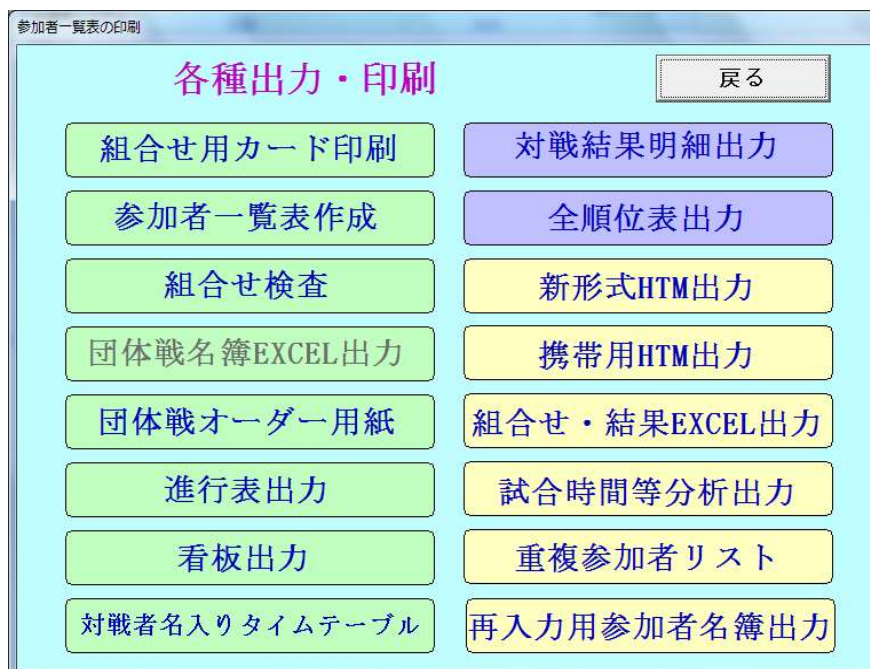 参加者一覧表の印刷
各種出力・印刷
戻る
組合せ用カード印刷
対戦結果明細出力
参加者一覧表作成
全順位表出力
組合せ検査
新形式HTM出力
団体戦名簿EXCEL出力
携帯用HTM出力
団体戦オーダー用紙
組合せ・結果EXCEL出力
進行表出力
試合時間等分析出力
看板出力
重複参加者リスト
対戦者名入りタイムテーブル
再入力用参加者名簿出力